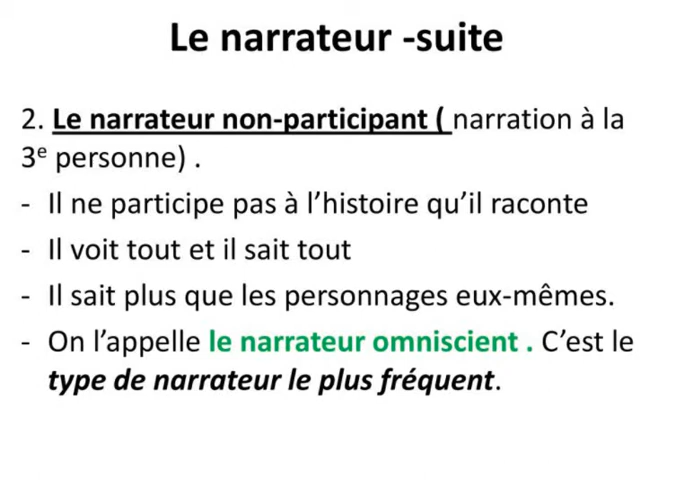 Le narrateur -suite
2. Le narrateur non-participant ( narration à la
3e personne) .
- Il ne participe pas à l’histoire qu’il raconte
- Il voit tout et il sait tout
- Il sait plus que les personnages eux-mêmes.
- On l’appelle le narrateur omniscient . C’est le
type de narrateur le plus fréquent.